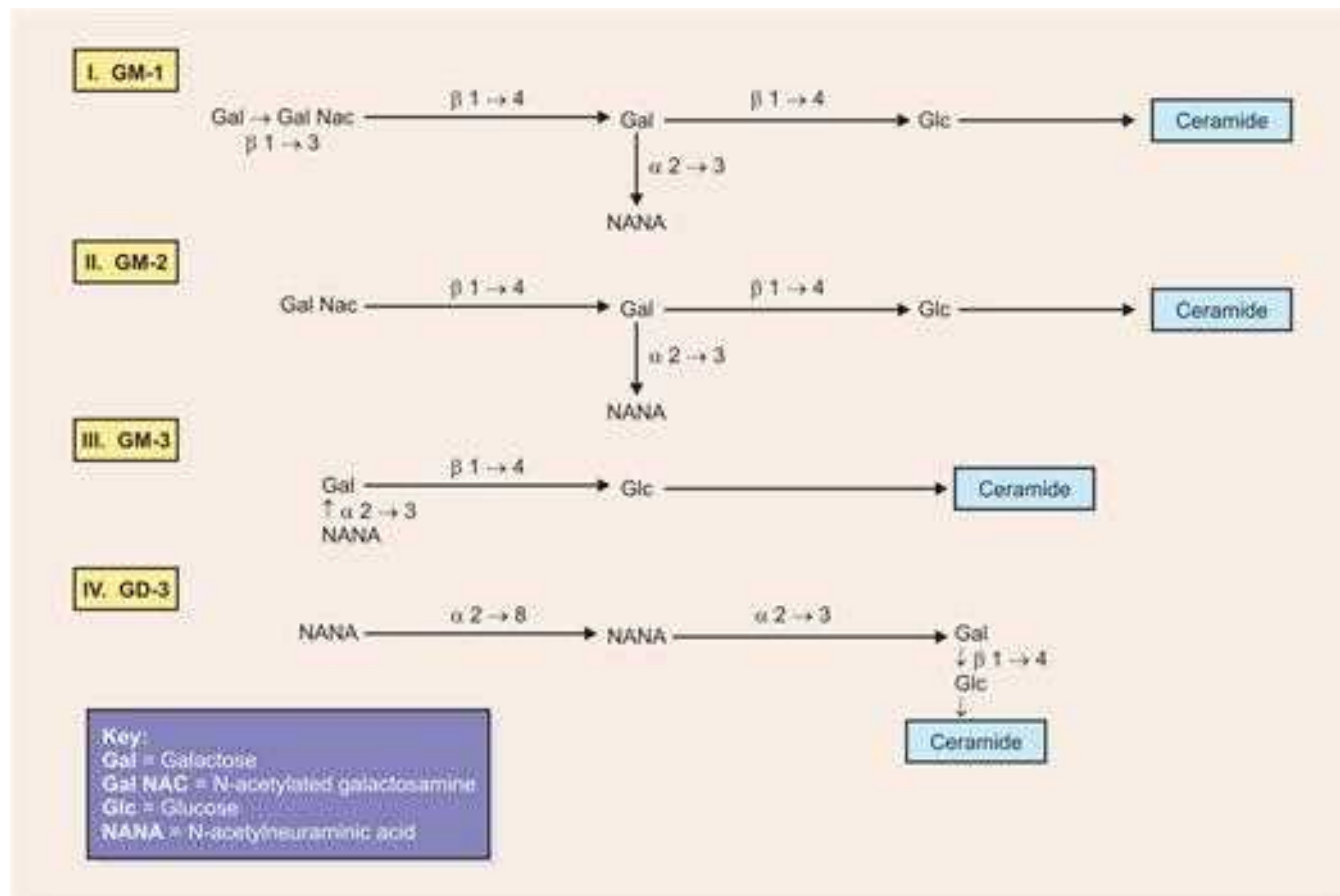 I. GM-1
β 1 → 4 β 1 → 4
Gal → Gal Nac Gal Glc Ceramide
β 1 → 3
α 2 → 3
NANA
II. GM-2
β 1 → 4 β 1 → 4
Gal Nac Gal Glc Ceramide
α 2 → 3
NANA
III. GM-3
β 1 → 4
Gal Glc Ceramide
↑ α 2 → 3
NANA
IV. GD-3
α 2 → 8 α 2 → 3
NANA NANA Gal
↓ β 1 → 4
Glc
↓
Ceramide
Key:
Gal = Galactose
Gal NAC = N-acetylated galactosamine
Glc = Glucose
NANA = N-acetylneuraminic acid